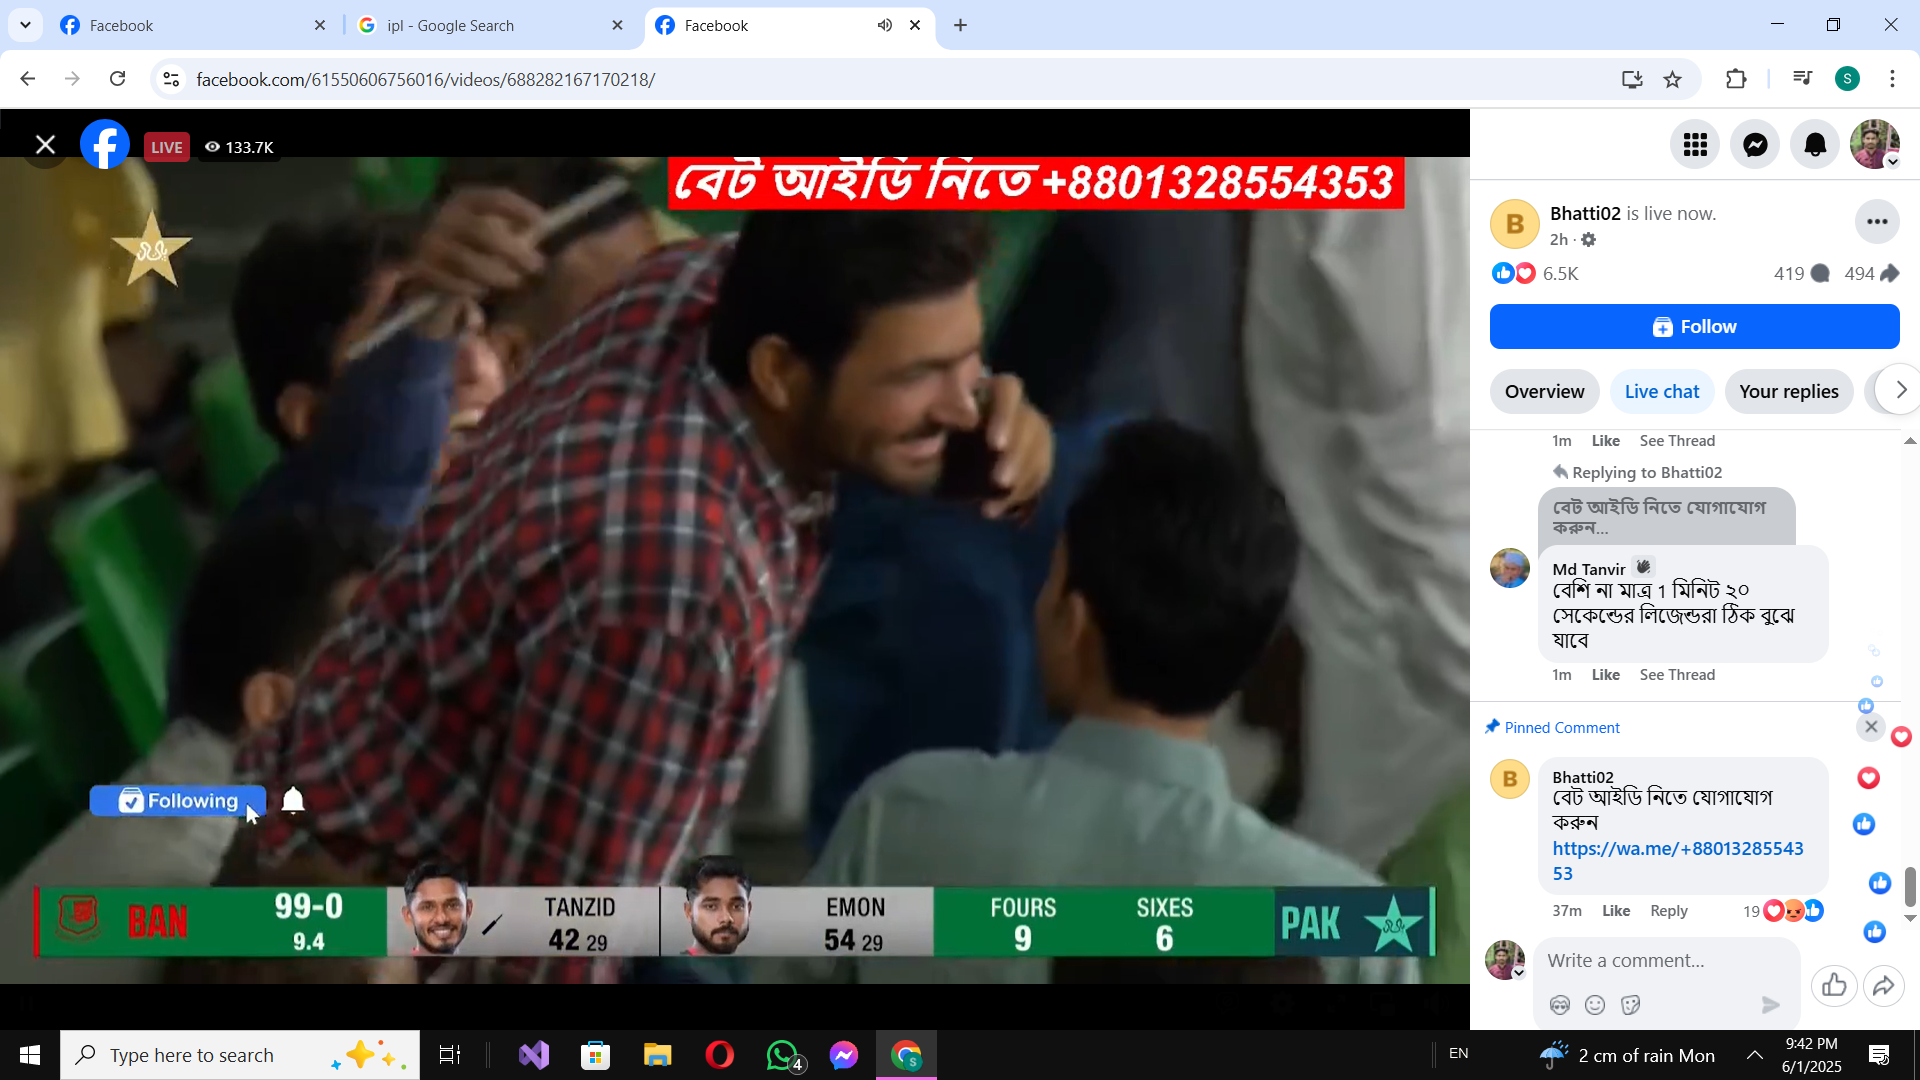 Facebook
ipl - Google Search
Facebook
facebook.com/61550606756016/videos/688282167170218/
S
LIVE
133.7K
বেট আইডি নিতে +8801328554353
Following
BAN
99-0
9.4
TANZID
42 29
EMON
54 29
FOURS
9
SIXES
6
PAK
B
Bhatti02 is live now.
2h ·
6.5K
419
494
Follow
Overview
Live chat
Your replies
1m Like See Thread
Replying to Bhatti02
বেট আইডি নিতে যোগাযোগ
করুন...
Md Tanvir
বেশি না মাত্র 1 মিনিট ২০
সেকেন্ডের লিজেন্ডরা ঠিক বুঝে
যাবে
1m Like See Thread
Pinned Comment
B
Bhatti02
বেট আইডি নিতে যোগাযোগ
করুন
https://wa.me/+88013285543
53
37m Like Reply 19
Write a comment...
Type here to search
4
S
EN
2 cm of rain Mon
9:42 PM
6/1/2025